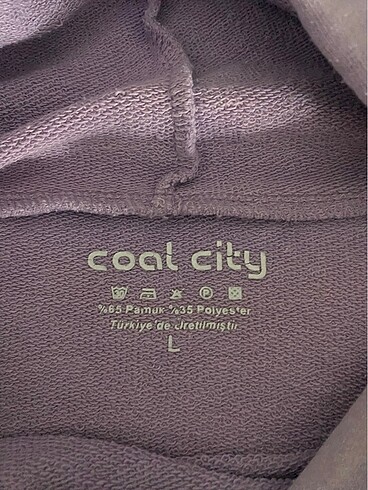 coal city
%65 Pamuk %35 Polyester
Türkiye'de Üretilmiştir
L